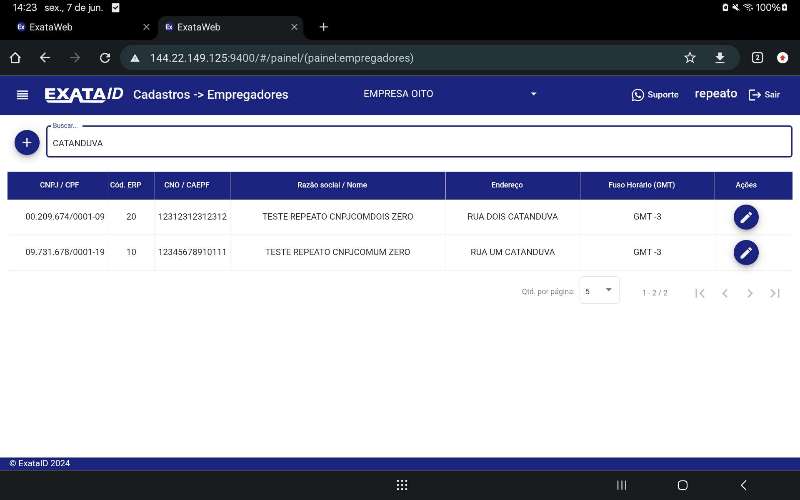 14:23 sex., 7 de jun. 100%
Ex ExataWeb Ex ExataWeb
144.22.149.125:9400/#/painel/(painel:empregadores) 2
EXATA ID Cadastros -> Empregadores EMPRESA OITO Suporte repeato Sair
Buscar...
CATANDUVA
CNPJ / CPF Cód. ERP CNO / CAEPF Razão social / Nome Endereço Fuso Horário (GMT) Ações
00.209.674/0001-09 20 12312312312312 TESTE REPEATO CNPJCOMDOIS ZERO RUA DOIS CATANDUVA GMT -3
09.731.678/0001-19 10 12345678910111 TESTE REPEATO CNPJCOMUM ZERO RUA UM CATANDUVA GMT -3
Qtd. por página: 5 1 - 2 / 2
© ExataID 2024